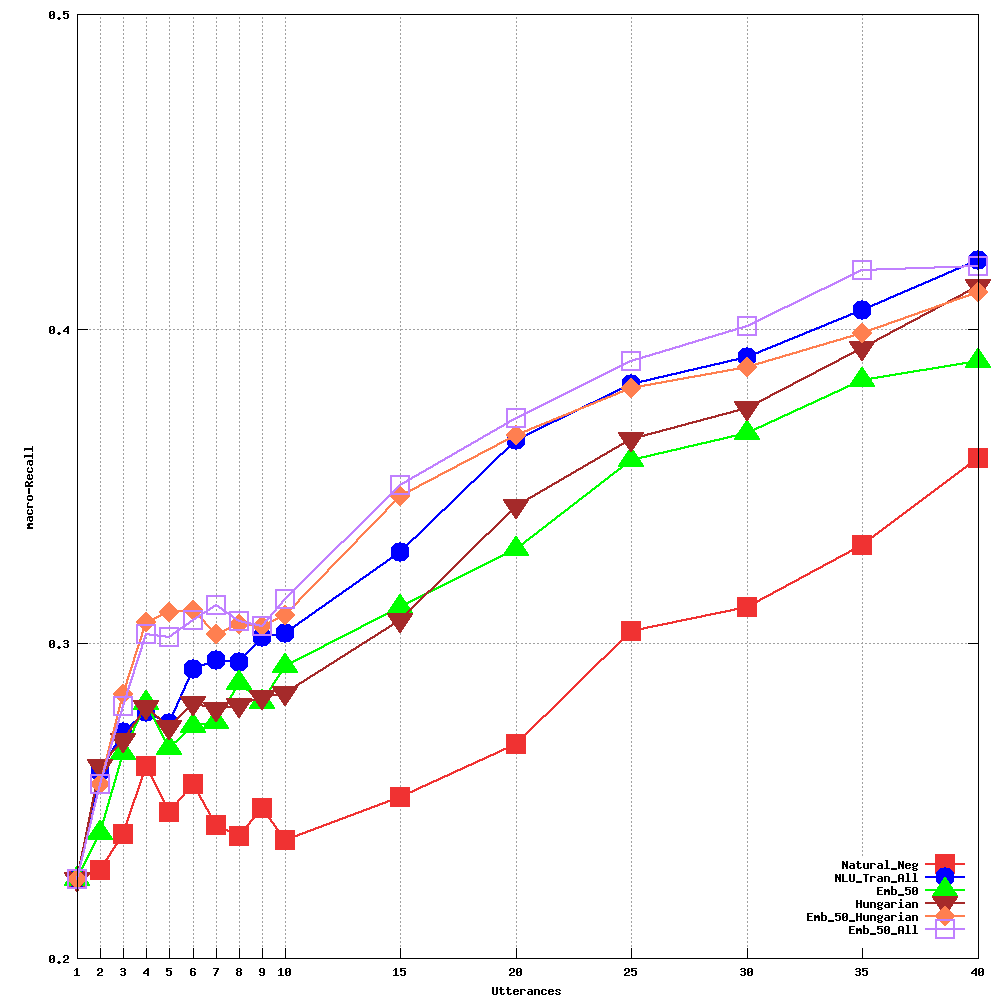 0.5
0.4
macro-Recall
0.3
Natural_Neg
NLU_Tran_All
Emb_50
Hungarian
Emb_50_Hungarian
Emb_50_All
0.2
1 2 3 4 5 6 7 8 9 10 15 20 25 30 35 40
Utterances